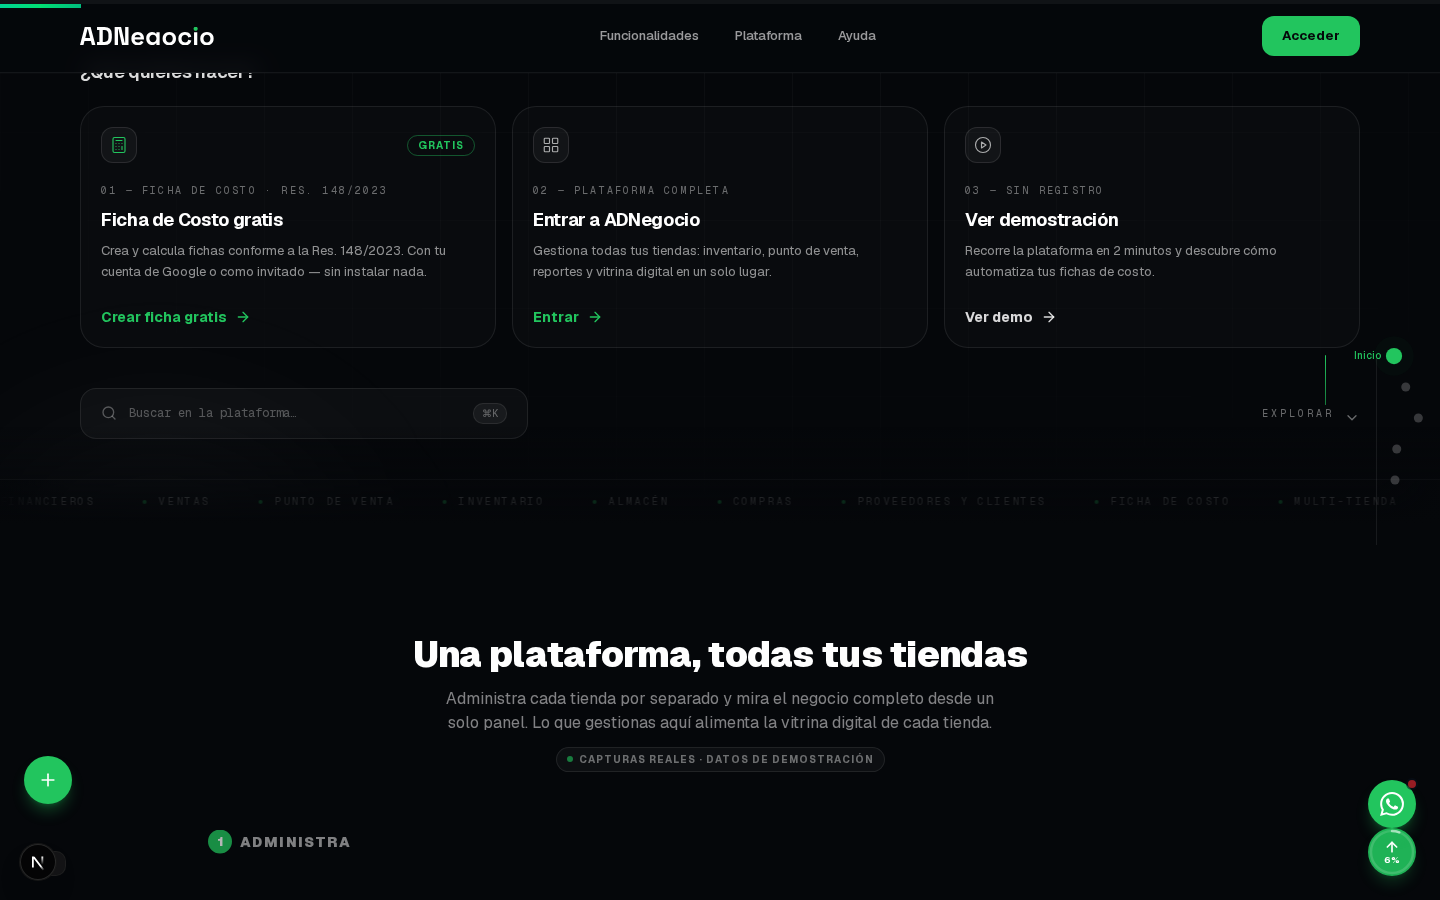 ADNegocio
Funcionalidades
Plataforma
Ayuda
Acceder
¿Qué quieres hacer?
GRATIS
01 — FICHA DE COSTO · RES. 148/2023
Ficha de Costo gratis
Crea y calcula fichas conforme a la Res. 148/2023. Con tu
cuenta de Google o como invitado — sin instalar nada.
Crear ficha gratis →
02 — PLATAFORMA COMPLETA
Entrar a ADNegocio
Gestiona todas tus tiendas: inventario, punto de venta,
reportes y vitrina digital en un solo lugar.
Entrar →
03 — SIN REGISTRO
Ver demostración
Recorre la plataforma en 2 minutos y descubre cómo
automatiza tus fichas de costo.
Ver demo →
Inicio
Buscar en la plataforma…
⌘K
EXPLORAR
NANCIEROS • VENTAS • PUNTO DE VENTA • INVENTARIO • ALMACÉN • COMPRAS • PROVEEDORES Y CLIENTES • FICHA DE COSTO • MULTI-TIENDA
Una plataforma, todas tus tiendas
Administra cada tienda por separado y mira el negocio completo desde un
solo panel. Lo que gestionas aquí alimenta la vitrina digital de cada tienda.
CAPTURAS REALES · DATOS DE DEMOSTRACIÓN
1 ADMINISTRA
N
6%